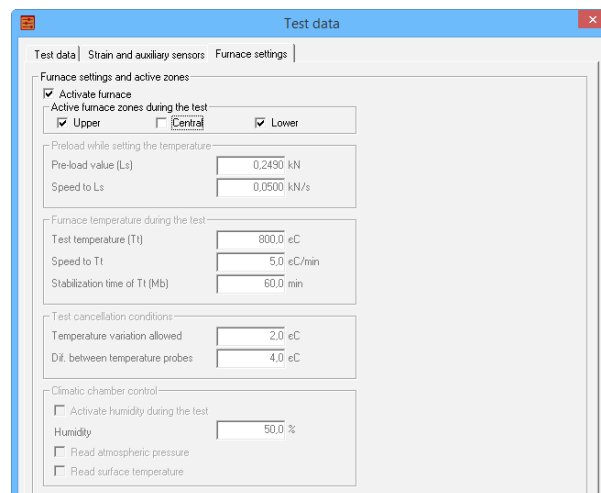 Test data
Test data Strain and auxiliary sensors Furnace settings
Furnace settings and active zones
Activate furnace
Active furnace zones during the test
Upper Central Lower
Preload while setting the temperature
Pre-load value (Ls) 0,2490 kN
Speed to Ls 0,0500 kN/s
Furnace temperature during the test
Test temperature (Tt) 800,0 єC
Speed to Tt 5,0 єC/min
Stabilization time of Tt (Mb) 60,0 min
Test cancellation conditions
Temperature variation allowed 2,0 єC
Dif. between temperature probes 4,0 єC
Climatic chamber control
Activate humidity during the test
Humidity 50,0 %
Read atmospheric pressure
Read surface temperature